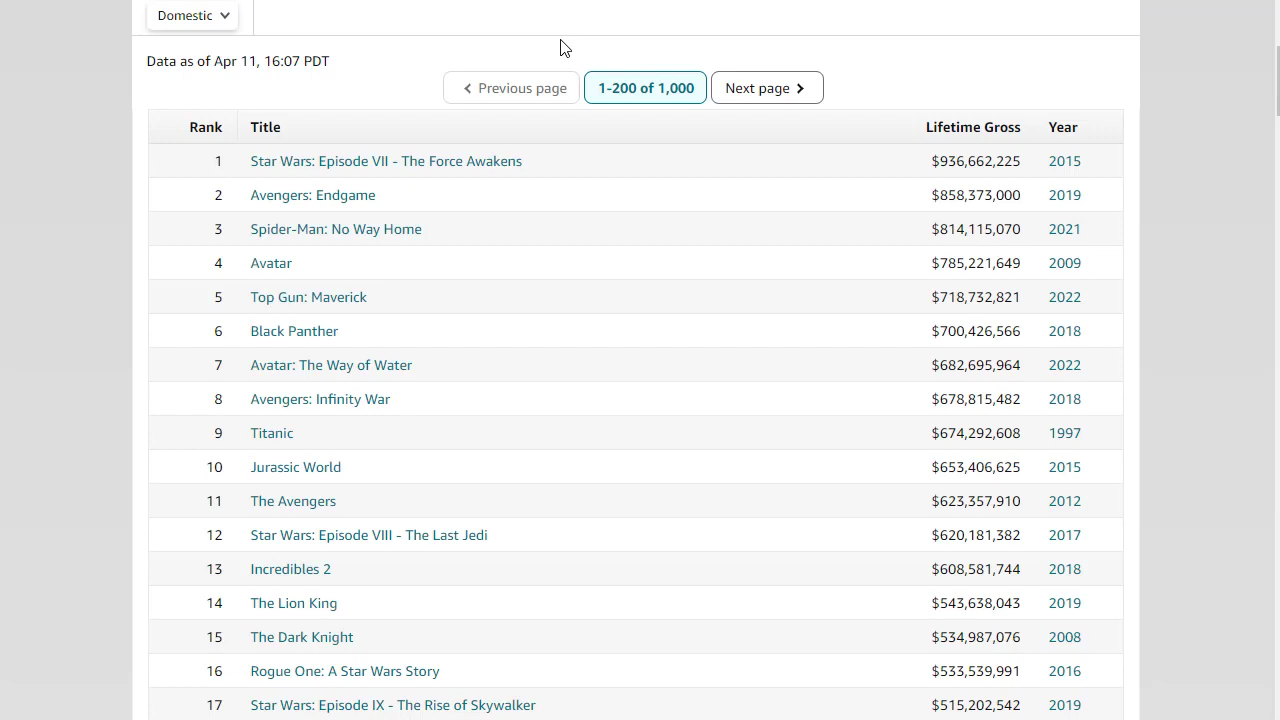 Domestic
Data as of Apr 11, 16:07 PDT
Previous page 1-200 of 1,000 Next page
Rank Title Lifetime Gross Year
1 Star Wars: Episode VII - The Force Awakens $936,662,225 2015
2 Avengers: Endgame $858,373,000 2019
3 Spider-Man: No Way Home $814,115,070 2021
4 Avatar $785,221,649 2009
5 Top Gun: Maverick $718,732,821 2022
6 Black Panther $700,426,566 2018
7 Avatar: The Way of Water $682,695,964 2022
8 Avengers: Infinity War $678,815,482 2018
9 Titanic $674,292,608 1997
10 Jurassic World $653,406,625 2015
11 The Avengers $623,357,910 2012
12 Star Wars: Episode VIII - The Last Jedi $620,181,382 2017
13 Incredibles 2 $608,581,744 2018
14 The Lion King $543,638,043 2019
15 The Dark Knight $534,987,076 2008
16 Rogue One: A Star Wars Story $533,539,991 2016
17 Star Wars: Episode IX - The Rise of Skywalker $515,202,542 2019